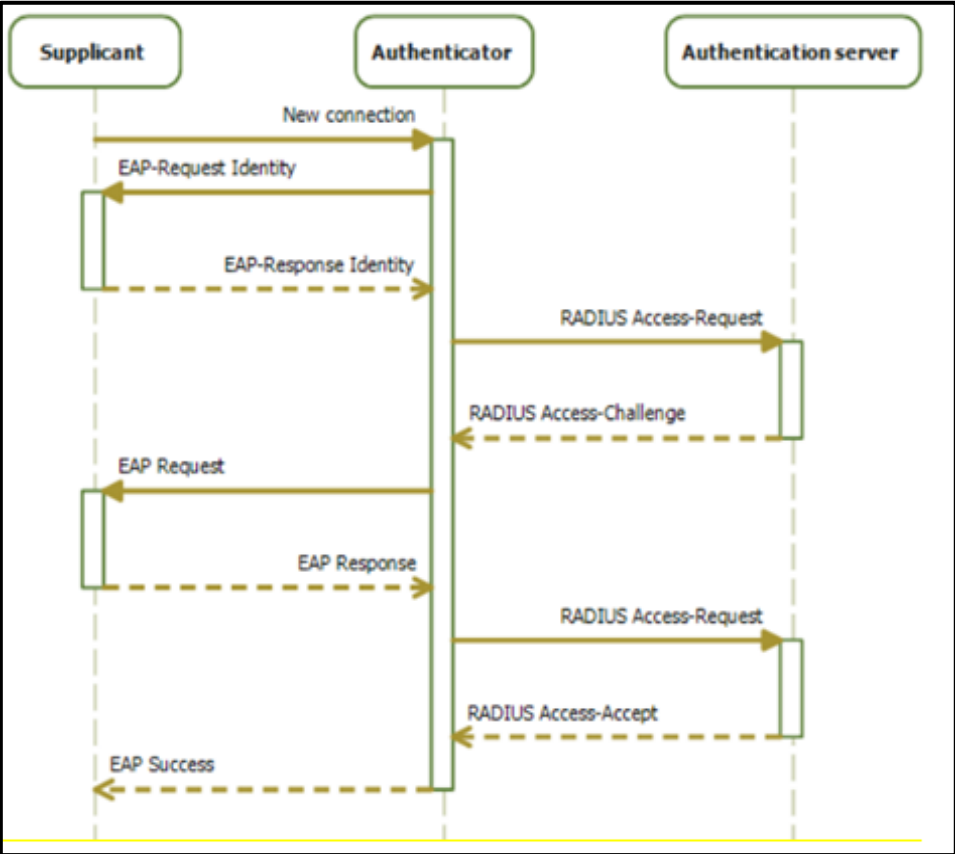 Supplicant
Authenticator
Authentication server
New connection
EAP-Request Identity
EAP-Response Identity
RADIUS Access-Request
RADIUS Access-Challenge
EAP Request
EAP Response
RADIUS Access-Request
RADIUS Access-Accept
EAP Success